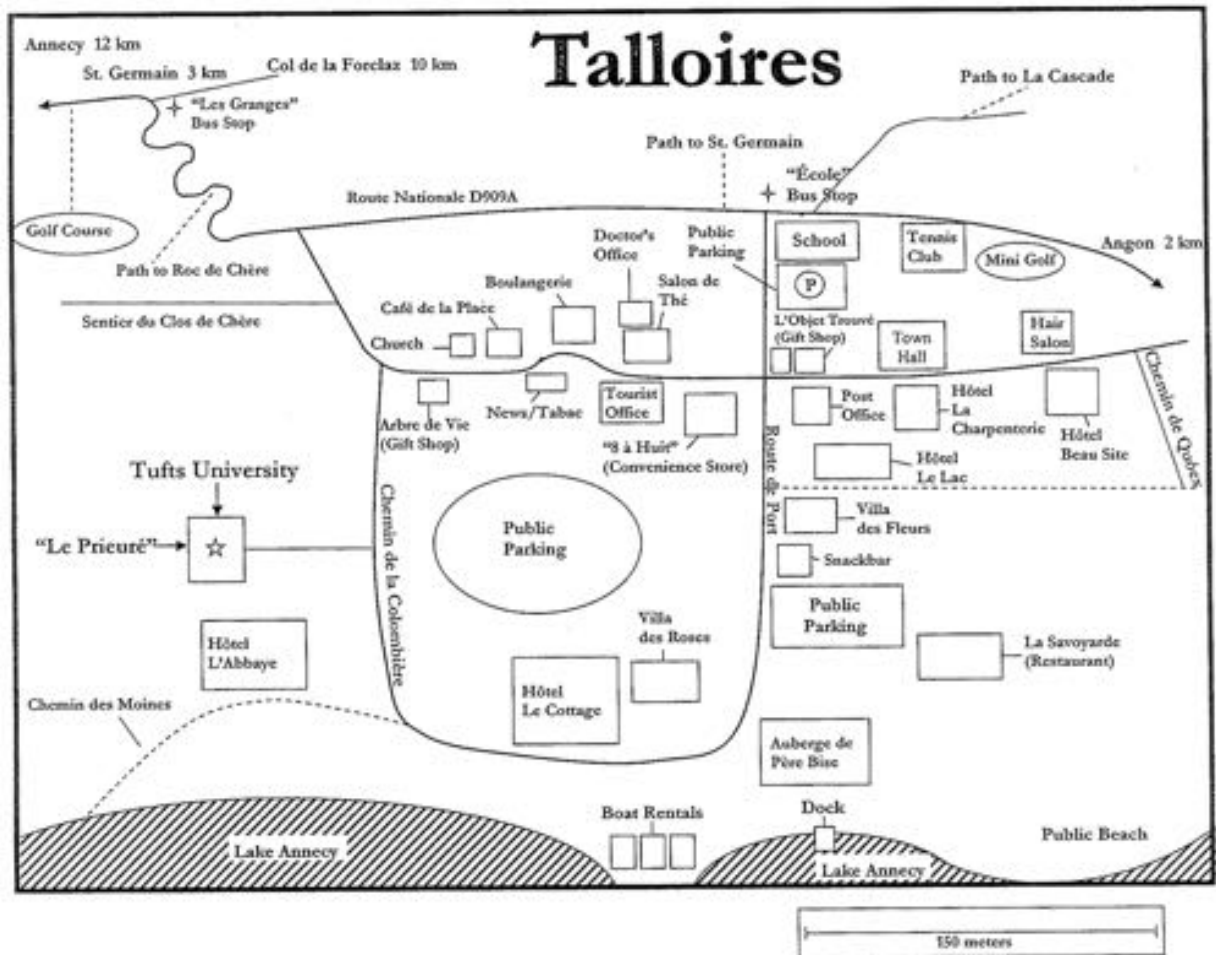 Talloires
Annecy 12 km
St. Germain 3 km
Col de la Forclaz 10 km
"Les Granges"
Bus Stop
Path to La Cascade
Path to St. Germain
"École"
Bus Stop
Route Nationale D909A
Golf Course
Path to Roc de Chère
Doctor's
Office
Public
Parking
School
Tennis
Club
Mini Golf
Angon 2 km
P
Boulangerie
Salon de
Thé
Sentier du Clos de Chère
Café de la Place
Church
L'Objet Trouvé
(Gift Shop)
Town
Hall
Hair
Salon
Arbre de Vie
(Gift Shop)
News/Tabac
Tourist
Office
"8 à Huit"
(Convenience Store)
Post
Office
Hôtel
La
Charpenterie
Hôtel
Beau Site
Chemin de Quoex
Hôtel
Le Lac
Route de Port
Tufts University
"Le Prieuré"
Chemin de la Colombière
Public
Parking
Villa
des Fleurs
Snackbar
Public
Parking
Villa
des Roses
La Savoyarde
(Restaurant)
Hôtel
L'Abbaye
Hôtel
Le Cottage
Chemin des Moines
Auberge de
Père Bise
Boat Rentals
Dock
Public Beach
Lake Annecy
Lake Annecy
150 meters